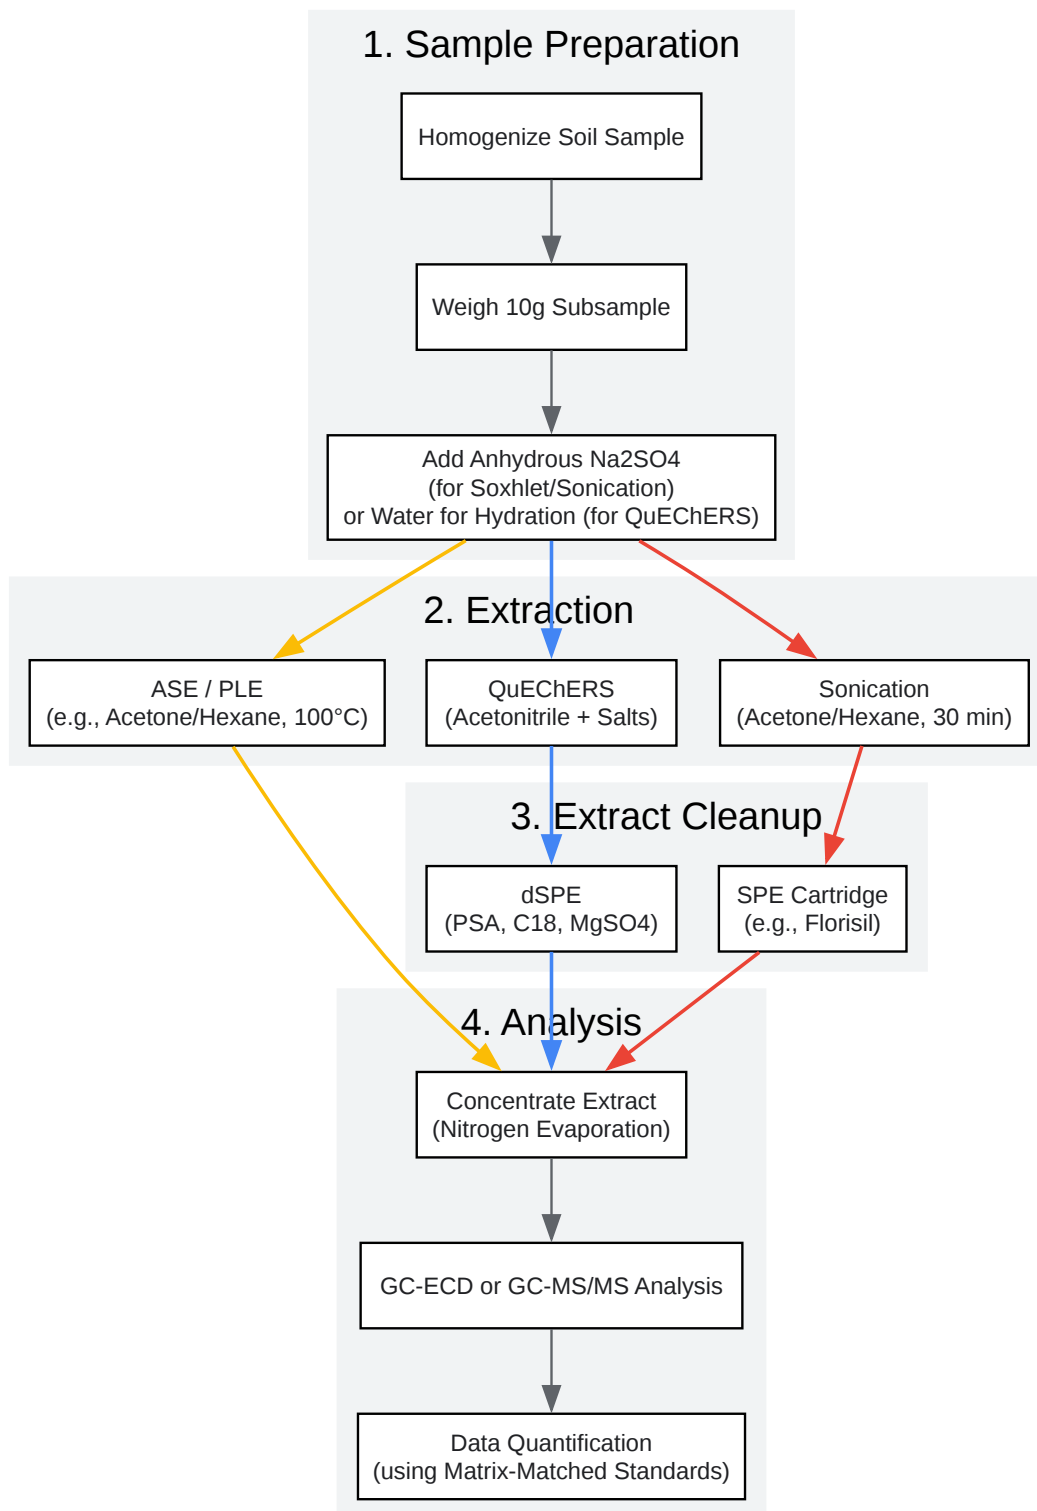 1. Sample Preparation
Homogenize Soil Sample
Weigh 10g Subsample
Add Anhydrous Na2SO4
(for Soxhlet/Sonication)
or Water for Hydration (for QuEChERS)
2. Extraction
ASE / PLE
(e.g., Acetone/Hexane, 100°C)
QuEChERS
(Acetonitrile + Salts)
Sonication
(Acetone/Hexane, 30 min)
3. Extract Cleanup
dSPE
(PSA, C18, MgSO4)
SPE Cartridge
(e.g., Florisil)
4. Analysis
Concentrate Extract
(Nitrogen Evaporation)
GC-ECD or GC-MS/MS Analysis
Data Quantification
(using Matrix-Matched Standards)